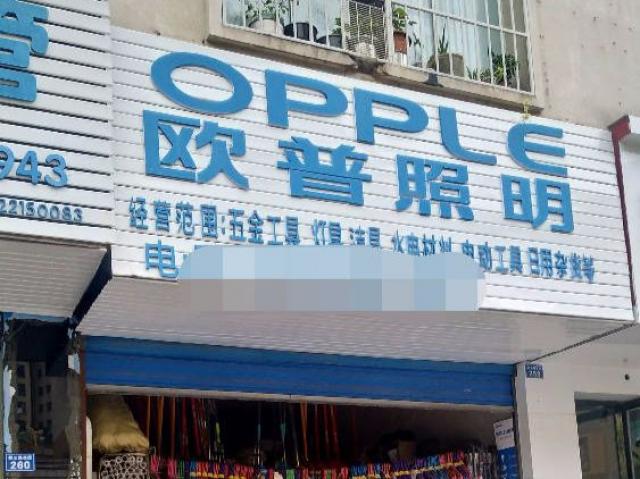 OPPLE
欧普照明
经营范围:五金工具 灯具 洁具 水电材料 电动工具 日用杂货等
电
管
943
22150083
260